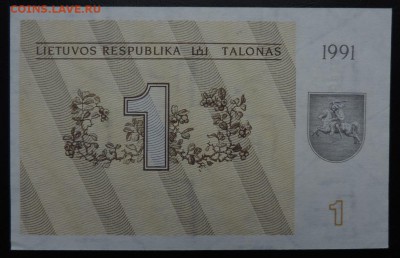 COINS.LAVE.RU
LIETUVOS RESPUBLIKA TALONAS
1991
1
1